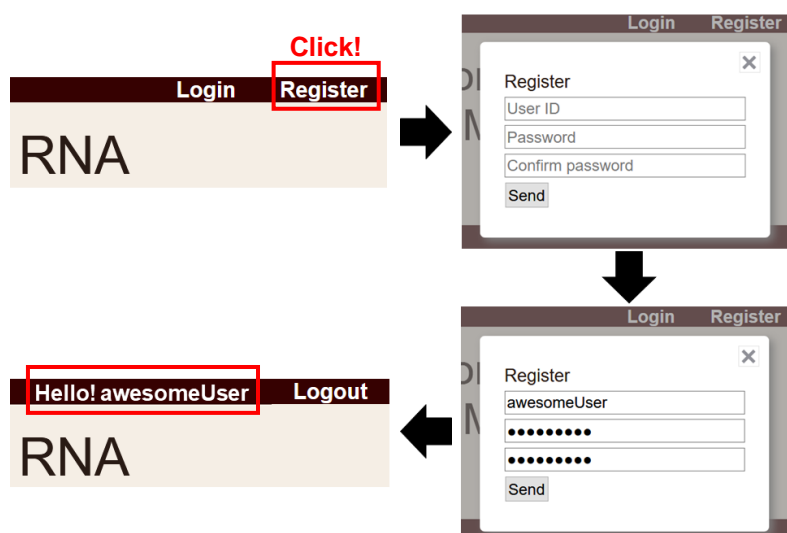 Click!
Login Register
RNA
Login Register
Register
User ID
Password
Confirm password
Send
Login Register
Register
awesomeUser
•••••••••
•••••••••
Send
Hello! awesomeUser Logout
RNA